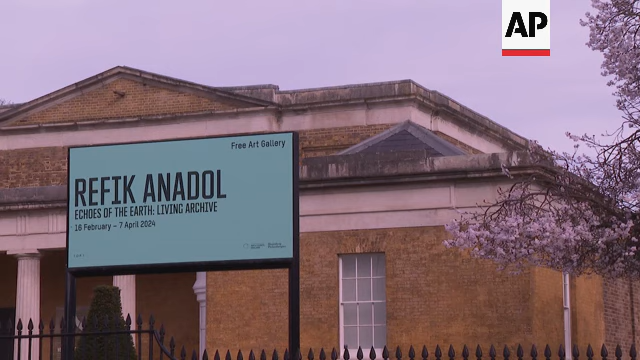 AP
Free Art Gallery
REFIK ANADOL
ECHOES OF THE EARTH: LIVING ARCHIVE
16 February – 7 April 2024